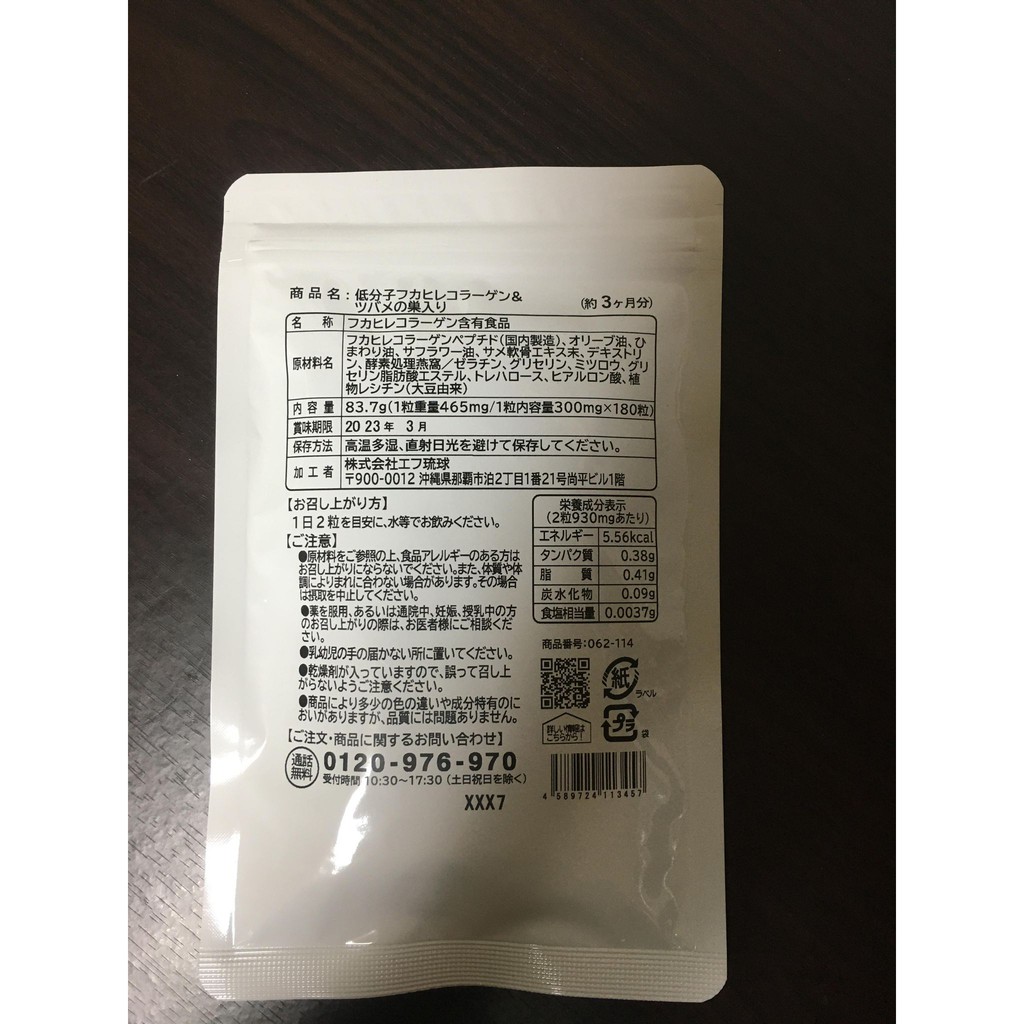 商品名:低分子フカヒレコラーゲン&
ツバメの巣入り
(約3ヶ月分)
名 称 フカヒレコラーゲン含有食品
原材料名 フカヒレコラーゲンペプチド(国内製造)、オリーブ油、ひ
まわり油、サフラワー油、サメ軟骨エキス末、デキストリ
ン、酵素処理燕窩/ゼラチン、グリセリン、ミツロウ、グリ
セリン脂肪酸エステル、トレハロース、ヒアルロン酸、植
物レシチン(大豆由来)
内容量 83.7g(1粒重量465mg/1粒内容量300mg×180粒)
賞味期限 2023年 3月
保存方法 高温多湿、直射日光を避けて保存してください。
加工者 株式会社エフ琉球
〒900-0012 沖縄県那覇市泊2丁目1番21号尚平ビル1階
【お召し上がり方】
1日2粒を目安に、水等でお飲みください。
【ご注意】
●原材料をご参照の上、食品アレルギーのある方は
お召し上がりにならないでください。また、体質や体
調によりまれに合わない場合があります。その場合
は摂取を中止してください。
●薬を服用、あるいは通院中、妊娠、授乳中の方
のお召し上がりの際は、お医者様にご相談くだ
さい。
●乳幼児の手の届かない所に置いてください。
●乾燥剤が入っていますので、誤って召し上
がらないようご注意ください。
●商品により多少の色の違いや成分特有のに
おいがありますが、品質には問題ありません。
【ご注文・商品に関するお問い合わせ】
通話無料 0120-976-970
受付時間 10:30〜17:30 (土日祝日を除く)
XXX7
栄養成分表示
(2粒930mgあたり)
エネルギー 5.56kcal
タンパク質 0.38g
脂 質 0.41g
炭水化物 0.09g
食塩相当量 0.0037g
商品番号:062-114
紙 ラベル
プラ 袋
詳しい情報は
こちらから!
4 589724 113457